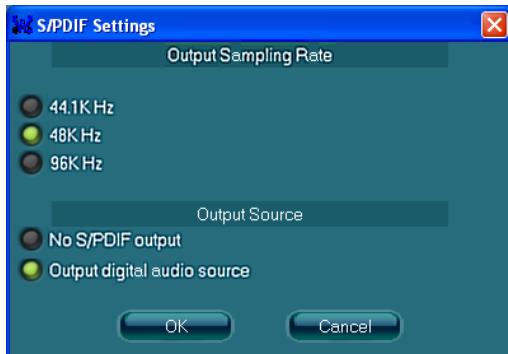 S/PDIF Settings
Output Sampling Rate
44.1K Hz
48K Hz
96K Hz
Output Source
No S/PDIF output
Output digital audio source
OK
Cancel